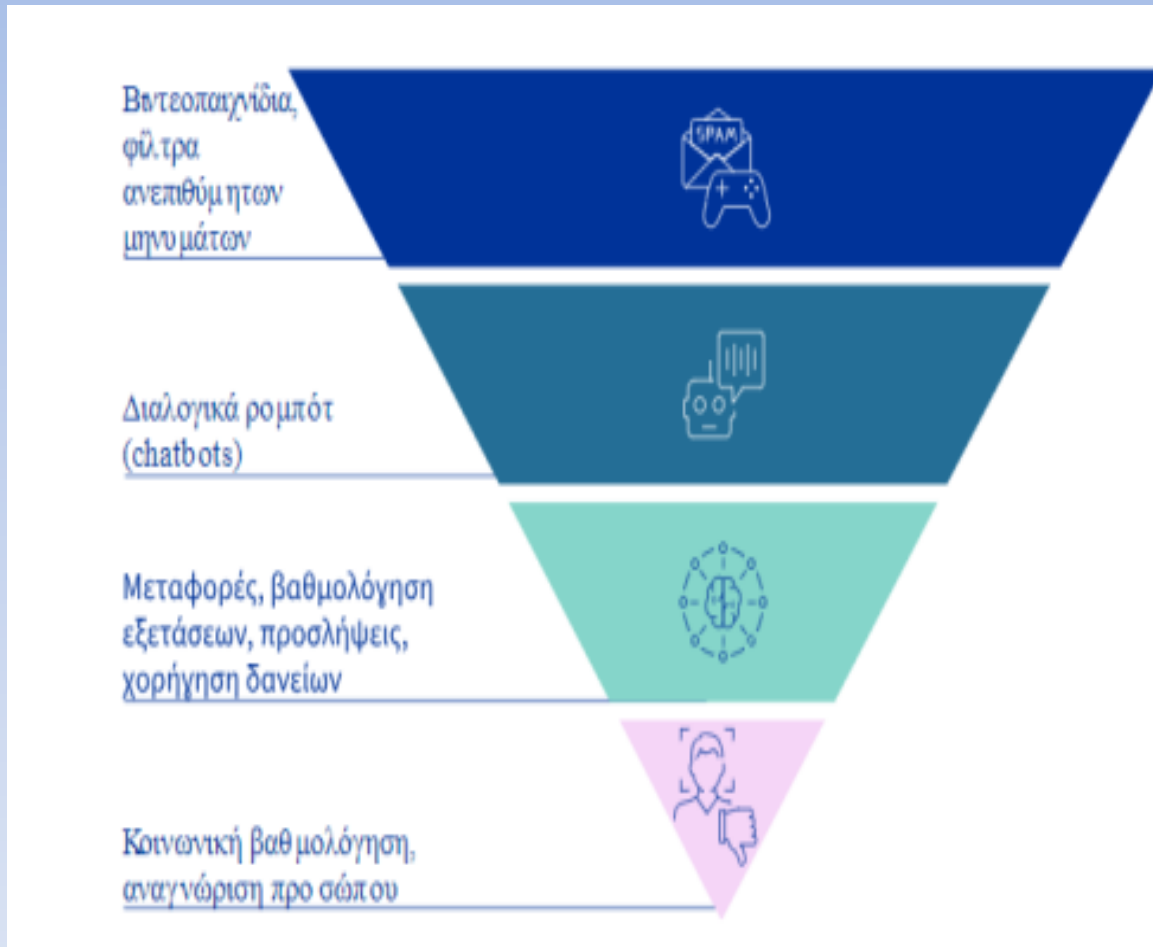 Βιντεοπαιχνίδια,
φίλτρα
ανεπιθύμητων
μηνυμάτων
SPAM
Διαλογικά ρομπότ
(chatbots)
Μεταφορές, βαθμολόγηση
εξετάσεων, προσλήψεις,
χορήγηση δανείων
Κοινωνική βαθμολόγηση,
αναγνώριση προσώπου